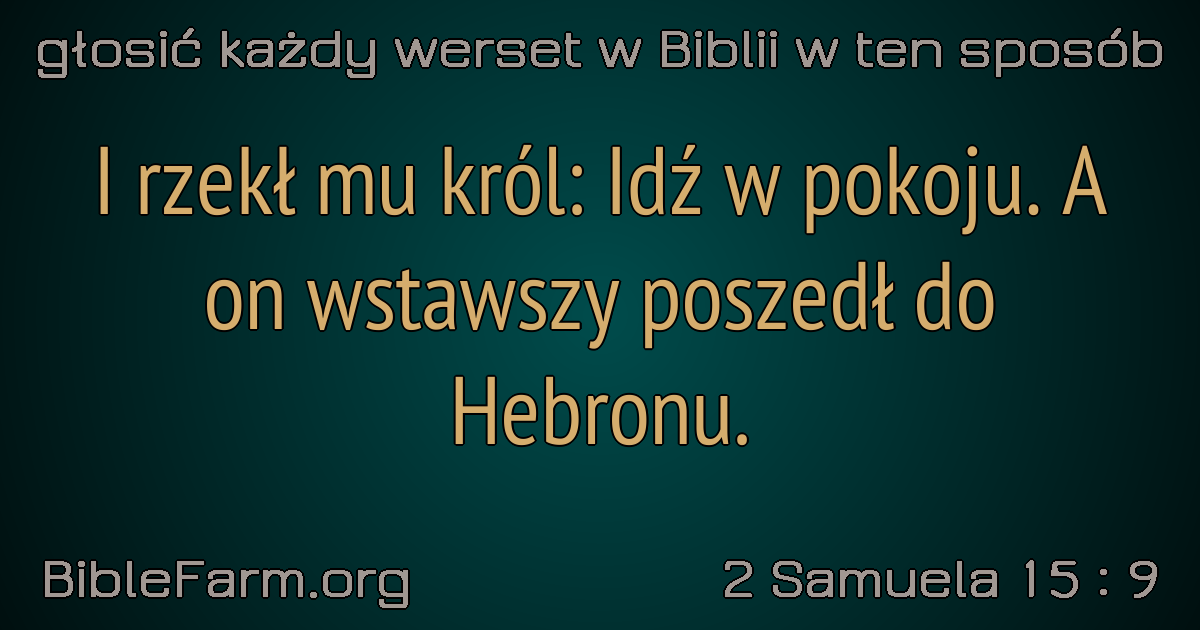 głosić każdy werset w Biblii w ten sposób
I rzekł mu król: Idź w pokoju. A
on wstawszy poszedł do
Hebronu.
BibleFarm.org
2 Samuela 15 : 9